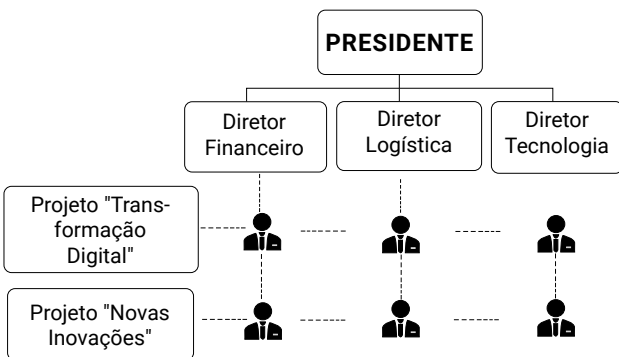 PRESIDENTE
Diretor
Financeiro
Diretor
Logística
Diretor
Tecnologia
Projeto "Trans-
formação
Digital"
Projeto "Novas
Inovações"